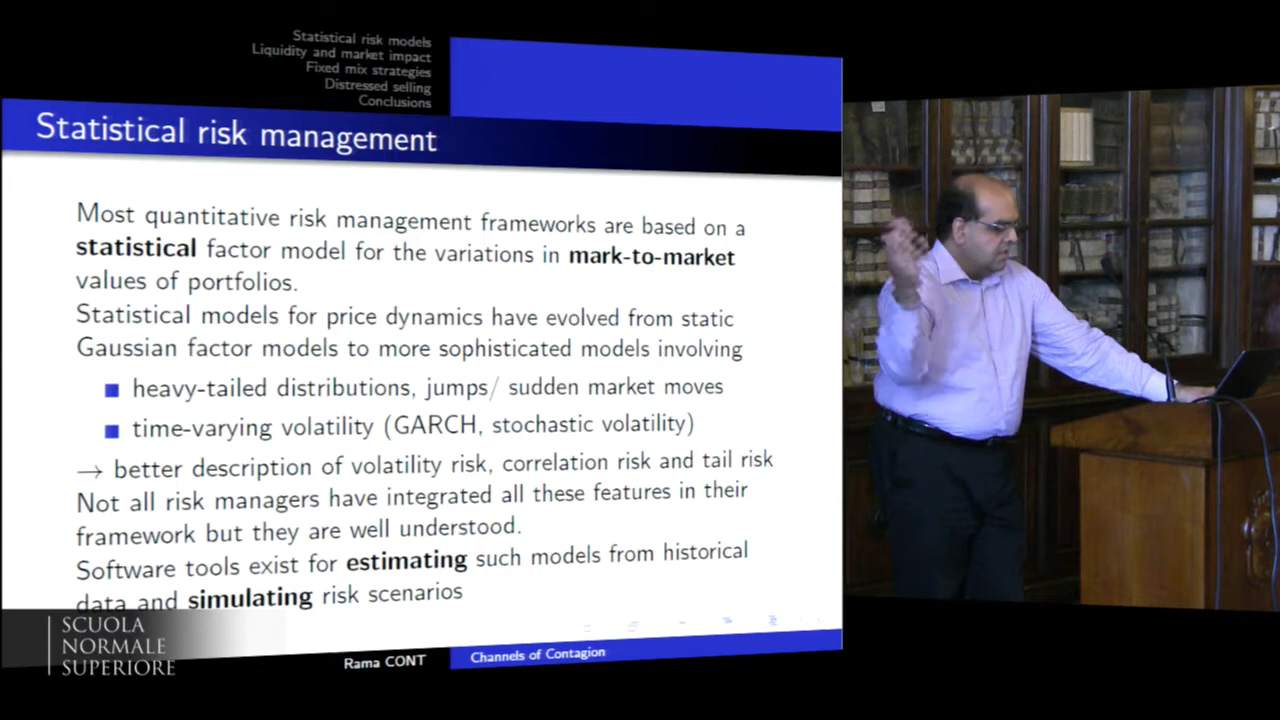 Statistical risk models
Liquidity and market impact
Fixed mix strategies
Distressed selling
Conclusions
Statistical risk management
Most quantitative risk management frameworks are based on a
statistical factor model for the variations in mark-to-market
values of portfolios.
Statistical models for price dynamics have evolved from static
Gaussian factor models to more sophisticated models involving
heavy-tailed distributions, jumps/ sudden market moves
time-varying volatility (GARCH, stochastic volatility)
→ better description of volatility risk, correlation risk and tail risk
Not all risk managers have integrated all these features in their
framework but they are well understood.
Software tools exist for estimating such models from historical
data and simulating risk scenarios
SCUOLA
NORMALE
SUPERIORE
Rama CONT
Channels of Contagion